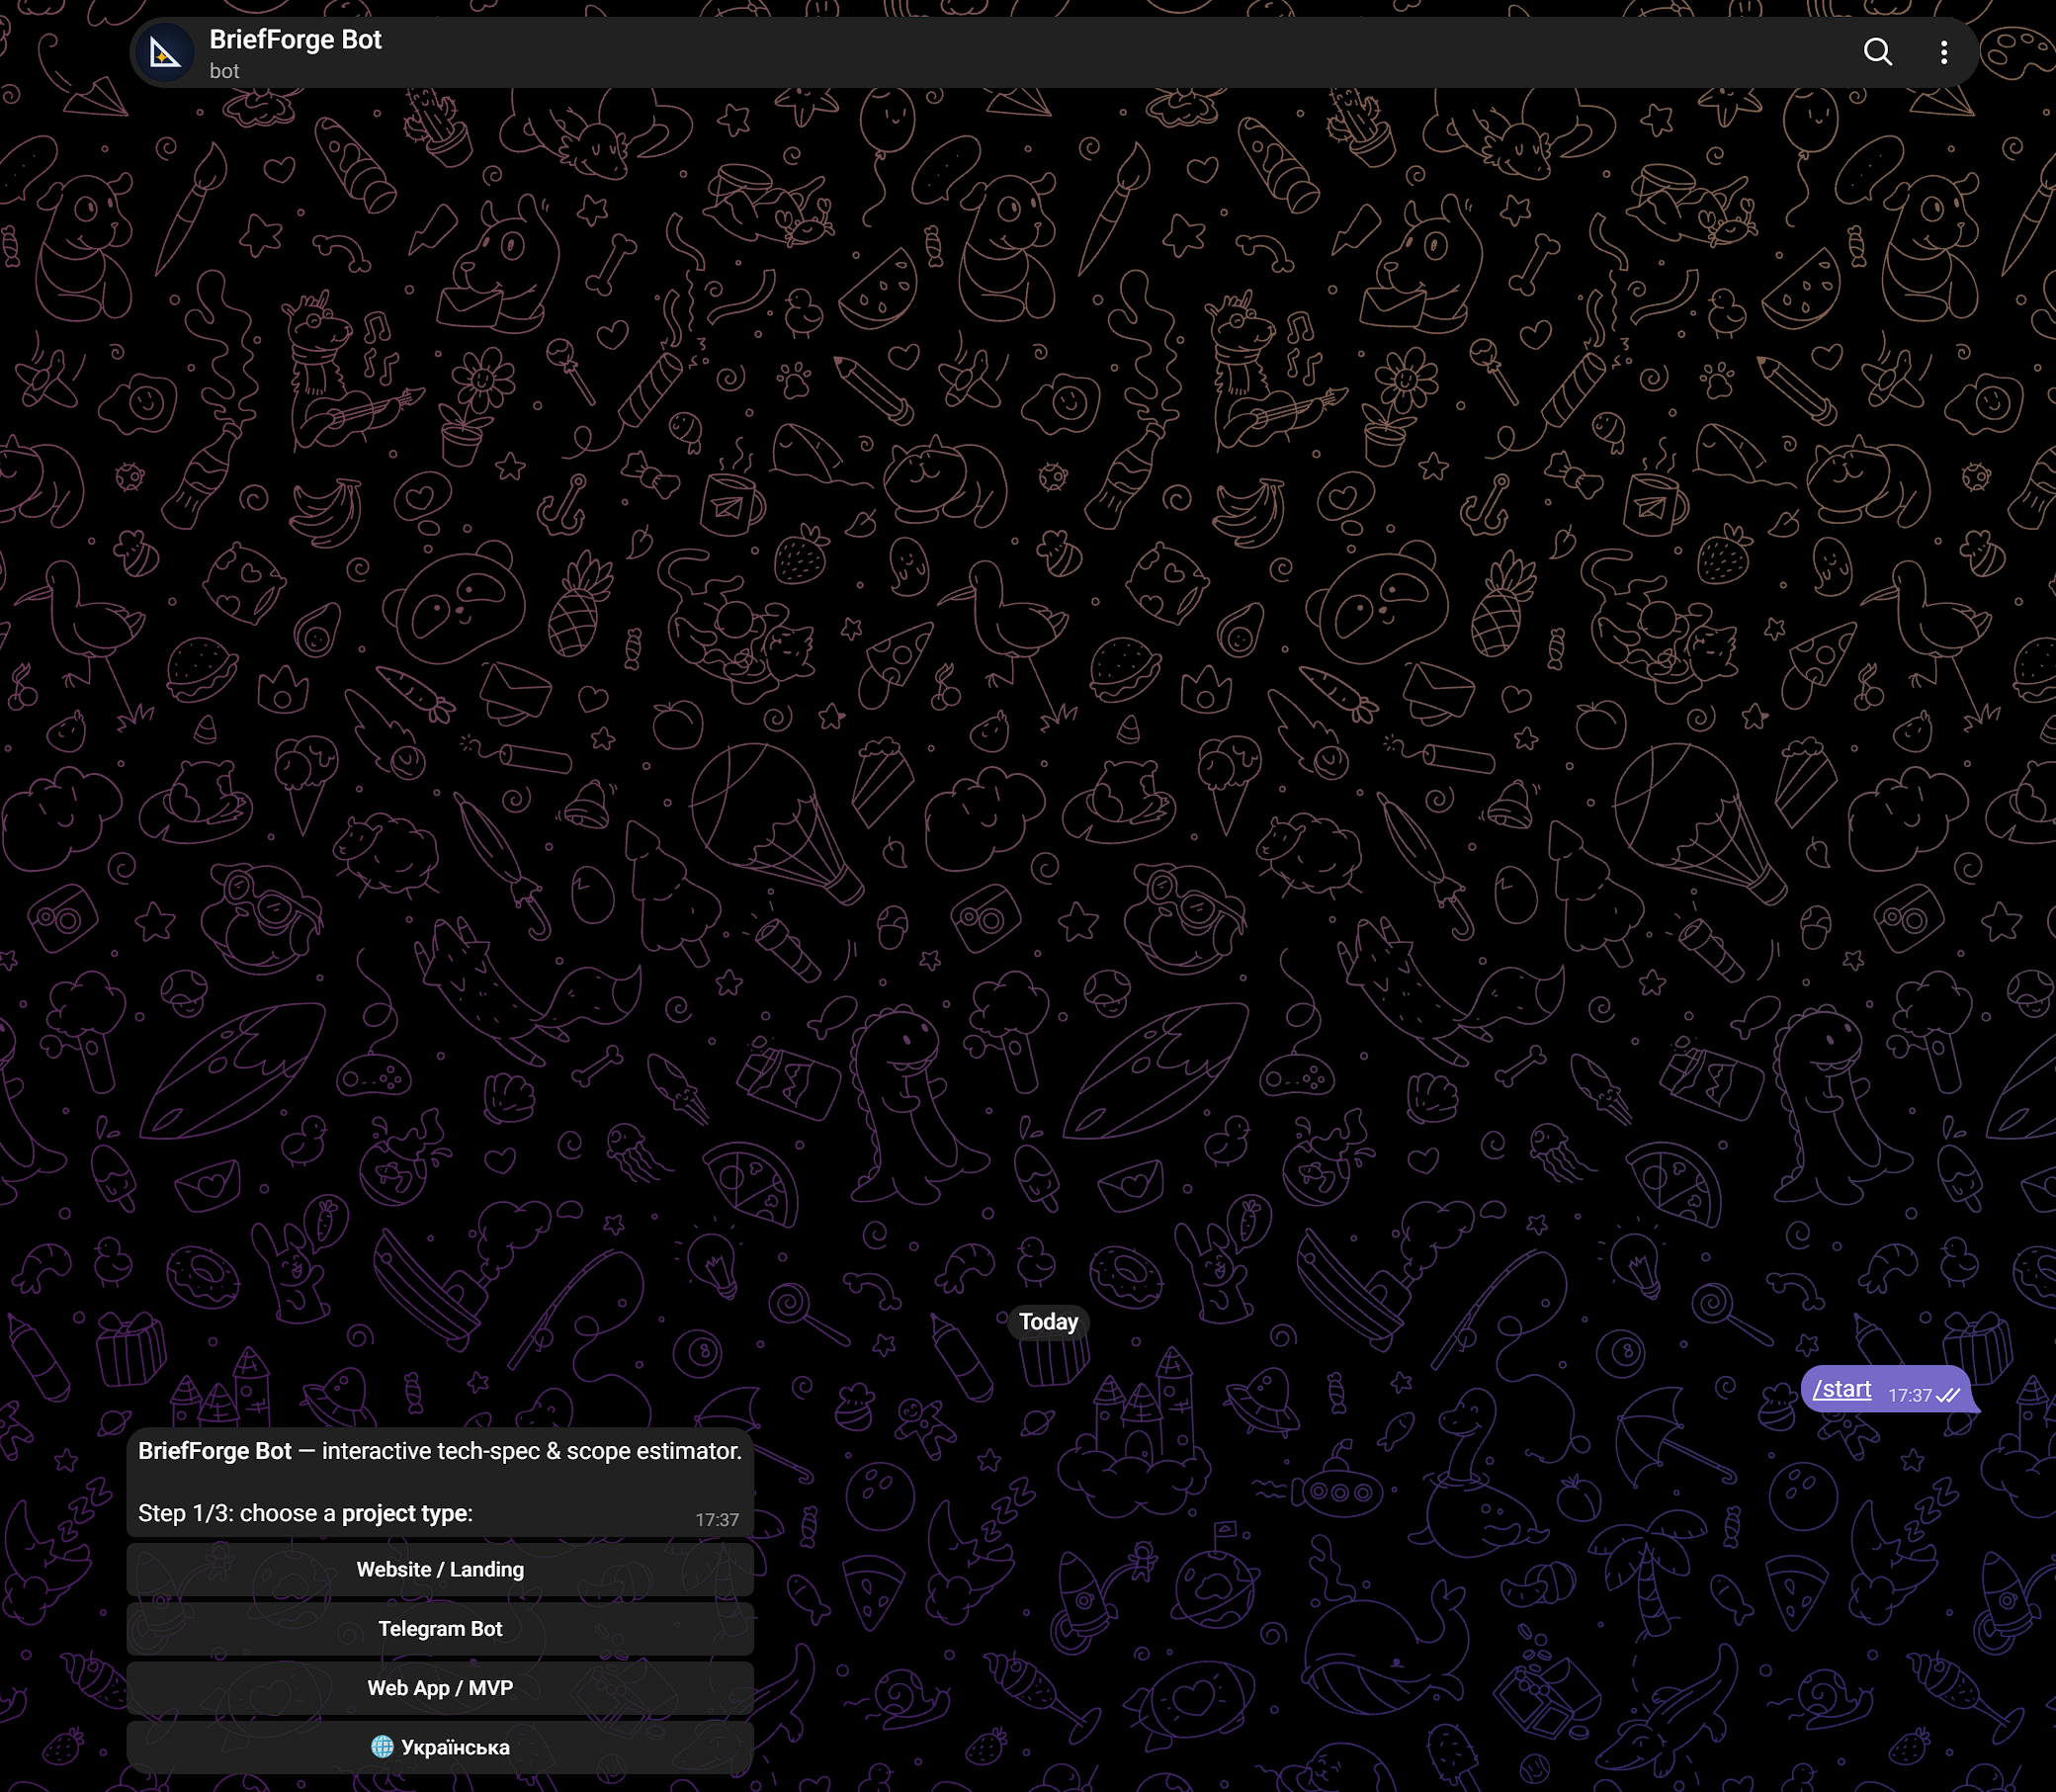 BriefForge Bot
bot
Today
/start 17:37
BriefForge Bot — interactive tech-spec & scope estimator.
Step 1/3: choose a project type:
17:37
Website / Landing
Telegram Bot
Web App / MVP
🌐 Українська